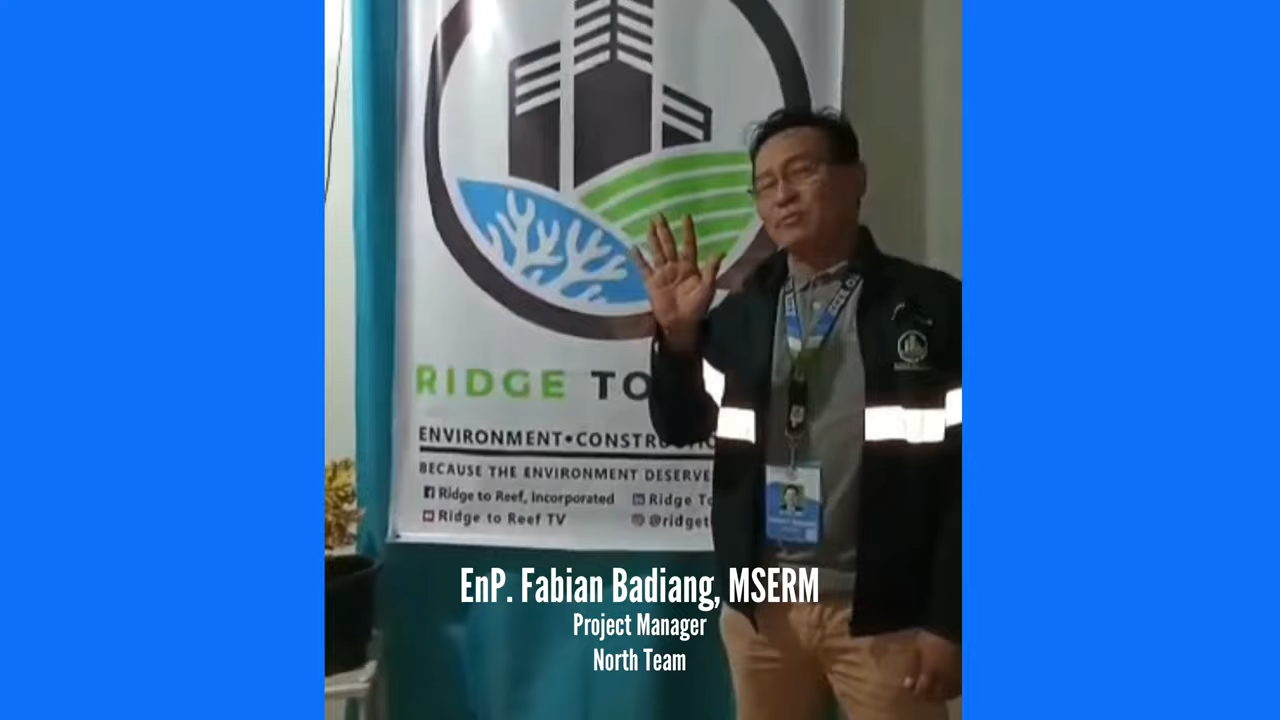 RIDGE TO
ENVIRONMENT•CONSTRUCTIO
BECAUSE THE ENVIRONMENT DESERVE
Ridge to Reef, Incorporated Ridge To
Ridge to Reef TV @ridget
EnP. Fabian Badiang, MSERM
Project Manager
North Team